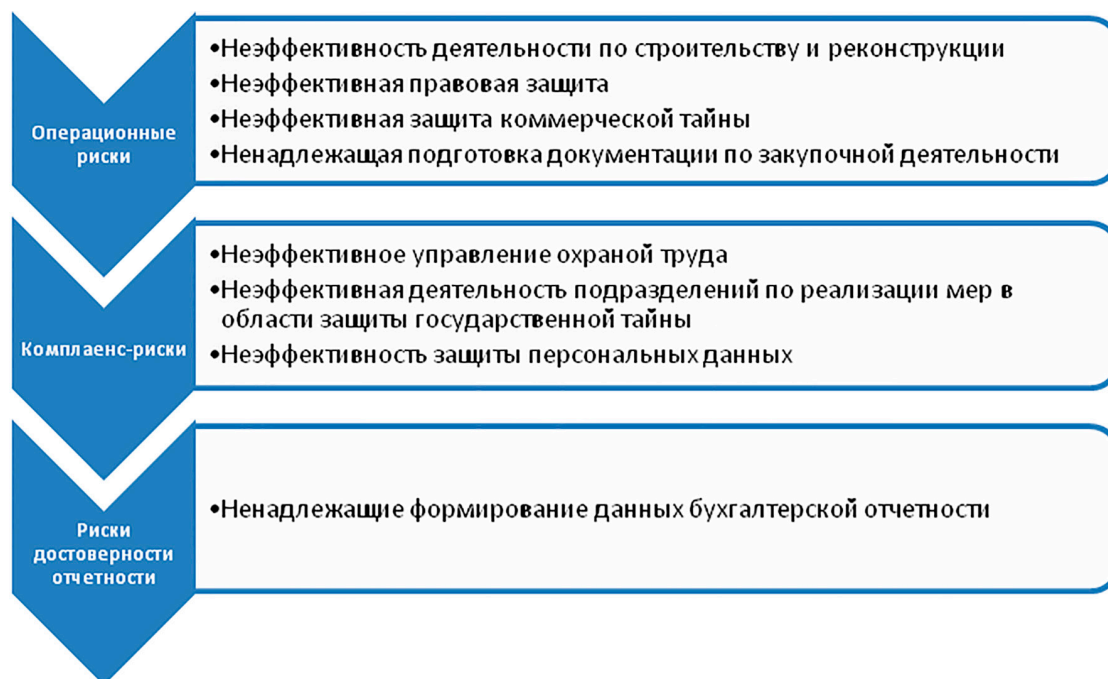 Операционные
риски
•Неэффективность деятельности по строительству и реконструкции
•Неэффективная правовая защита
•Неэффективная защита коммерческой тайны
•Ненадлежащая подготовка документации по закупочной деятельности
Комплаенс-риски
•Неэффективное управление охраной труда
•Неэффективная деятельность подразделений по реализации мер в
области защиты государственной тайны
•Неэффективность защиты персональных данных
Риски
достоверности
отчетности
•Ненадлежащие формирование данных бухгалтерской отчетности